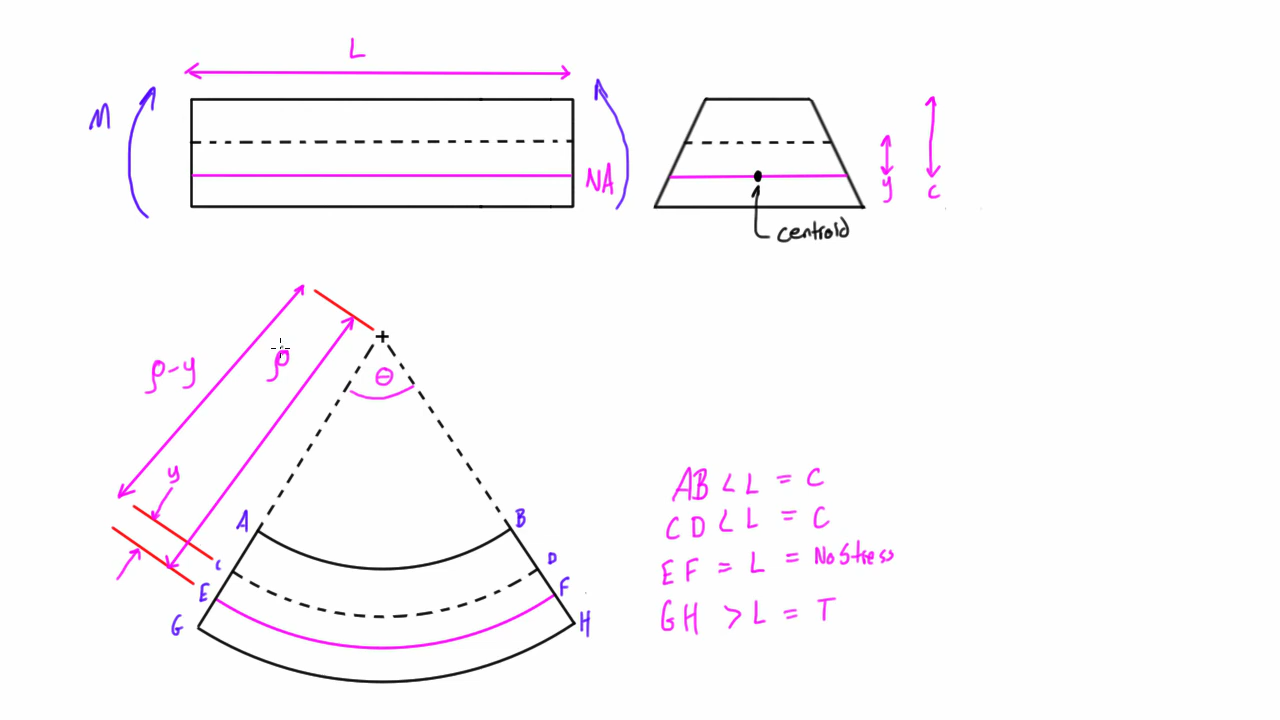 L
M
NA
y
c
centroid
ρ-y
ρ
θ
y
A
B
C
D
E
F
G
H
AB < L = C
CD < L = C
EF = L = No Stress
GH > L = T